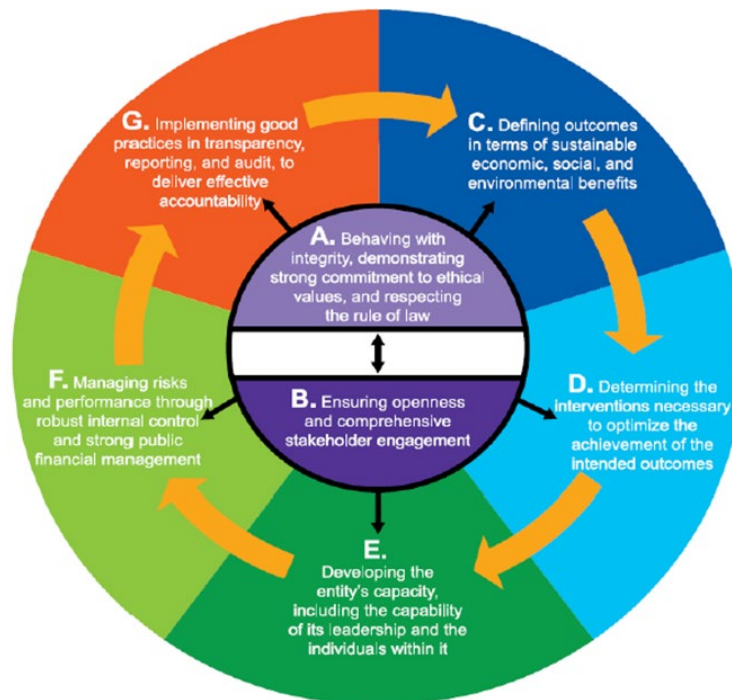 G. Implementing good
practices in transparency,
reporting, and audit, to
deliver effective
accountability
C. Defining outcomes
in terms of sustainable
economic, social, and
environmental benefits
A. Behaving with
integrity, demonstrating
strong commitment to ethical
values, and respecting
the rule of law
B. Ensuring openness
and comprehensive
stakeholder engagement
D. Determining the
interventions necessary
to optimize the
achievement of the
intended outcomes
E.
Developing the
entity's capacity,
including the capability
of its leadership and the
individuals within it
F. Managing risks
and performance through
robust internal control
and strong public
financial management